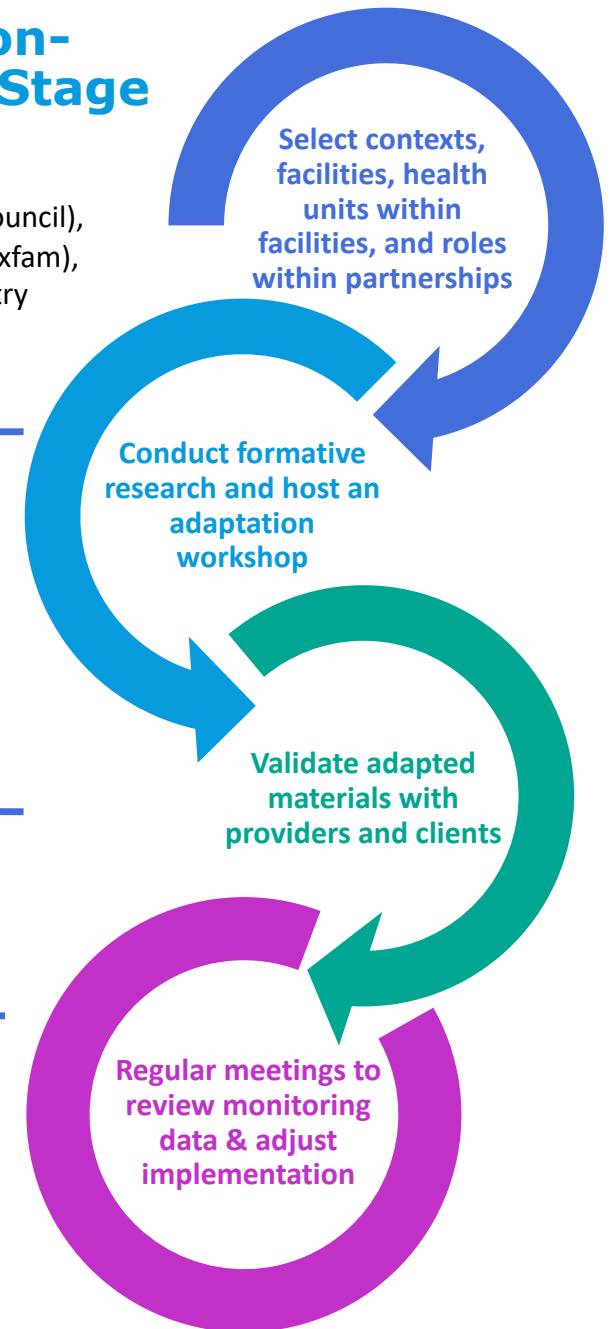 on-
Stage
ouncil),
xfam),
try
Select contexts,
facilities, health
units within
facilities, and roles
within partnerships
Conduct formative
research and host an
adaptation
workshop
Validate adapted
materials with
providers and clients
Regular meetings to
review monitoring
data & adjust
implementation